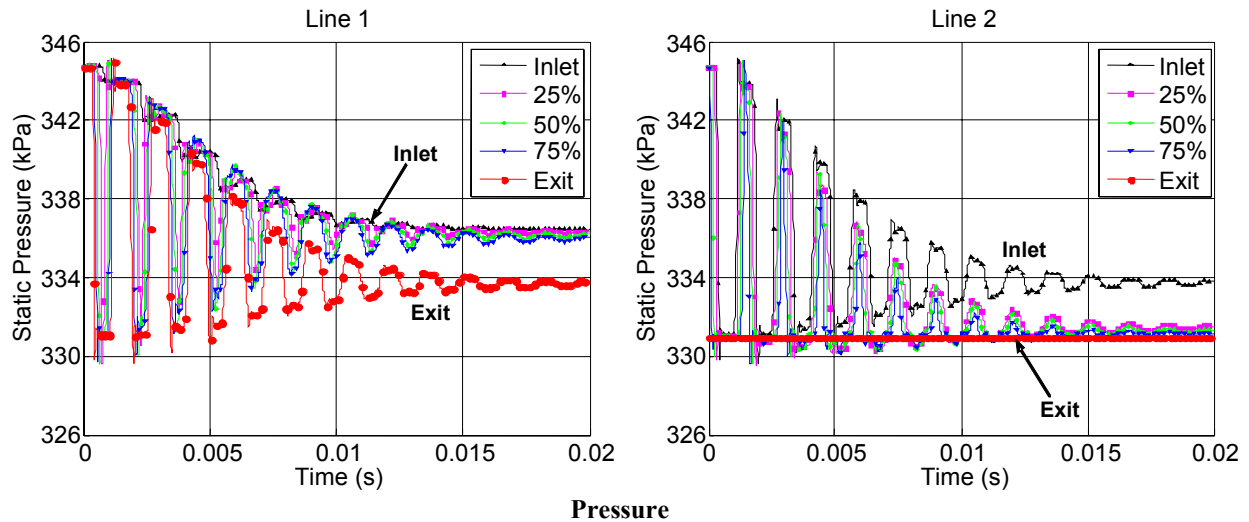 Line 1
Static Pressure (kPa)
346
342
338
334
330
326
0
0.005
0.01
0.015
0.02
Time (s)
Inlet
25%
50%
75%
Exit
Inlet
Exit
Line 2
Static Pressure (kPa)
346
342
338
334
330
326
0
0.005
0.01
0.015
0.02
Time (s)
Inlet
25%
50%
75%
Exit
Inlet
Exit
Pressure